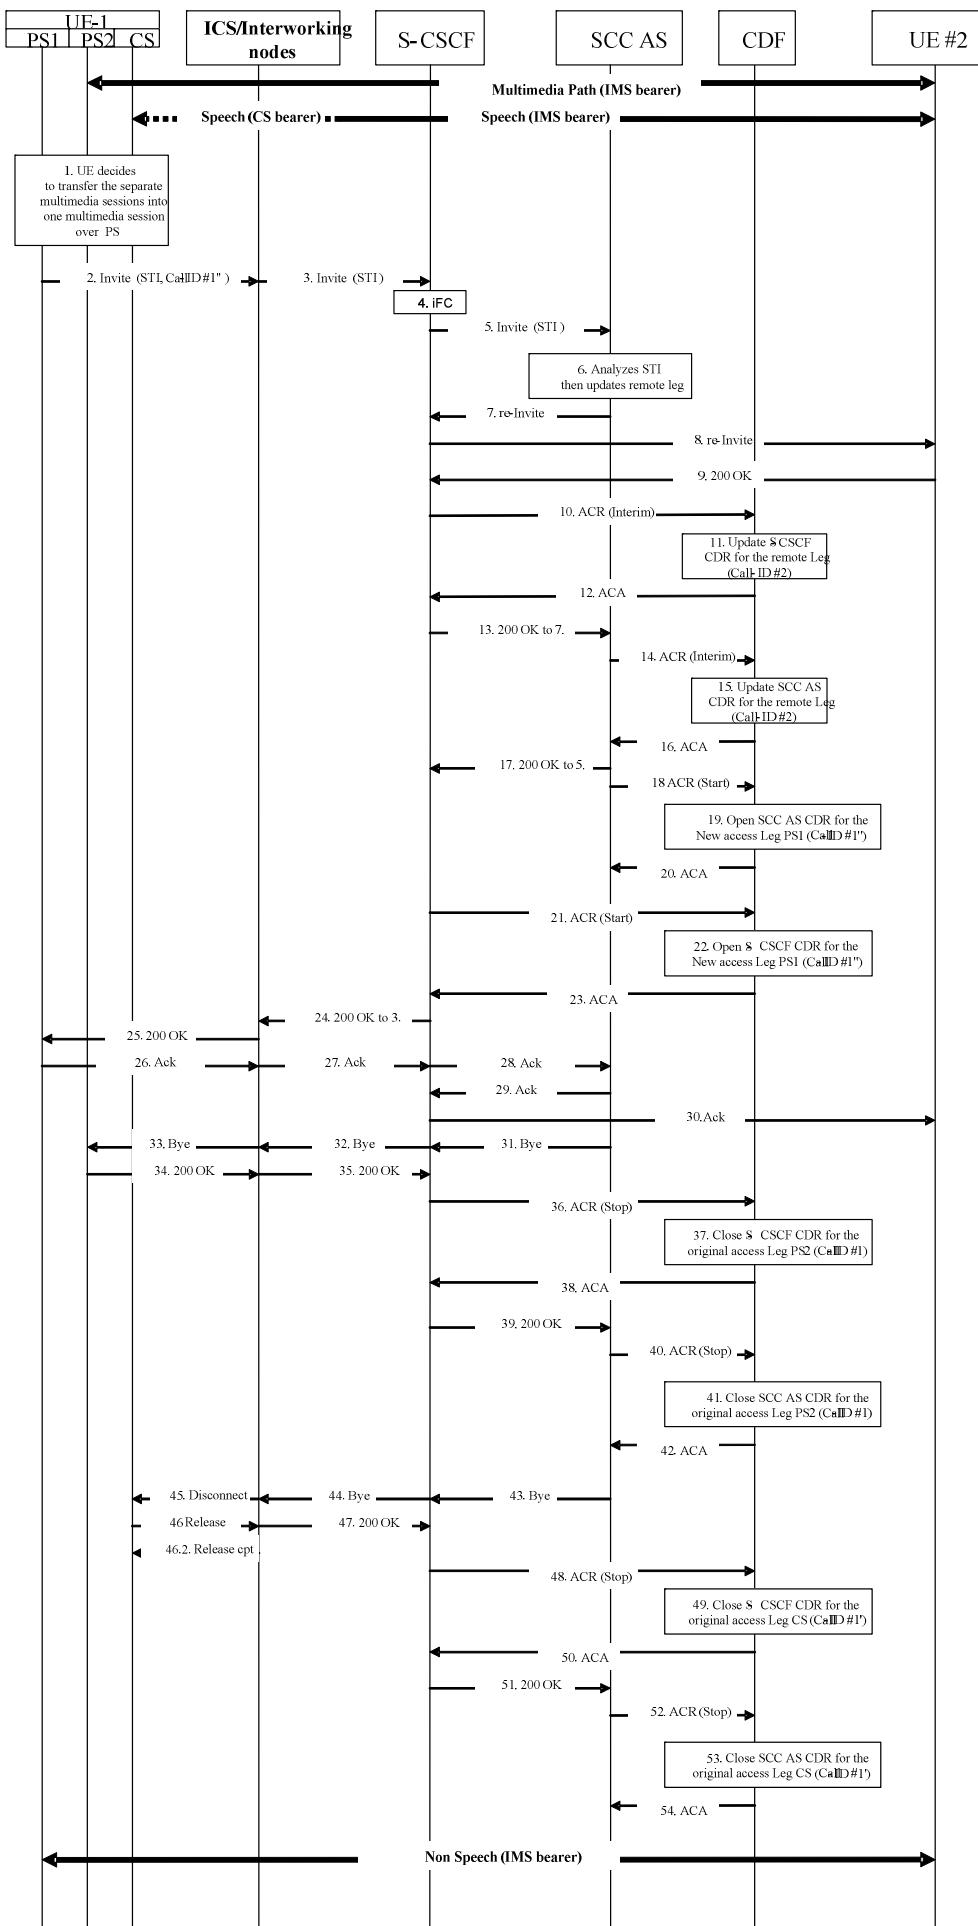 UE-1
PS1 PS2 CS
ICS/Interworking
nodes
S-CSCF
SCC AS
CDF
UE #2
Multimedia Path (IMS bearer)
Speech (CS bearer)
Speech (IMS bearer)
1. UE decides
to transfer the separate
multimedia sessions into
one multimedia session
over PS
2. Invite (STI, Call-ID #1" )
3. Invite (STI)
4. iFC
5. Invite (STI )
6. Analyzes STI
then updates remote leg
7. re-Invite
8. re-Invite
9. 200 OK
10. ACR (Interim)
11. Update S-CSCF
CDR for the remote Leg
(Call-ID #2)
12. ACA
13. 200 OK to 7.
14. ACR (Interim)
15. Update SCC AS
CDR for the remote Leg
(Call-ID #2)
16. ACA
17. 200 OK to 5.
18 ACR (Start)
19. Open SCC AS CDR for the
New access Leg PS1 (Call-ID #1")
20. ACA
21. ACR (Start)
22. Open S-CSCF CDR for the
New access Leg PS1 (Call-ID #1")
23. ACA
24. 200 OK to 3.
25. 200 OK
26. Ack
27. Ack
28. Ack
29. Ack
30. Ack
33. Bye
32. Bye
31. Bye
34. 200 OK
35. 200 OK
36. ACR (Stop)
37. Close S-CSCF CDR for the
original access Leg PS2 (Call-ID #1)
38. ACA
39. 200 OK
40. ACR (Stop)
41. Close SCC AS CDR for the
original access Leg PS2 (Call-ID #1)
42. ACA
45. Disconnect
44. Bye
43. Bye
46 Release
47. 200 OK
46.2. Release cpt .
48. ACR (Stop)
49. Close S-CSCF CDR for the
original access Leg CS (Call-ID #1')
50. ACA
51. 200 OK
52. ACR (Stop)
53. Close SCC AS CDR for the
original access Leg CS (Call-ID #1')
54. ACA
Non Speech (IMS bearer)